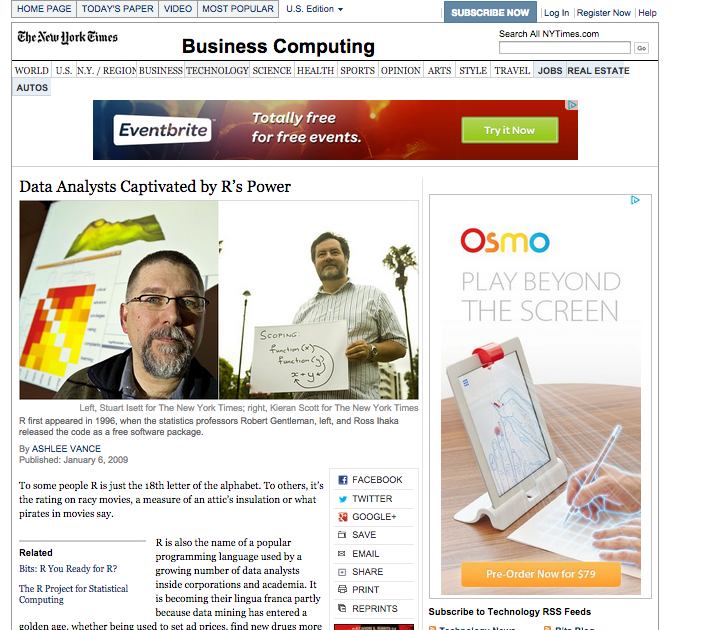 HOME PAGE TODAY'S PAPER VIDEO MOST POPULAR U.S. Edition
SUBSCRIBE NOW Log In Register Now Help
The New York Times
Business Computing
Search All NYTimes.com
Go
WORLD U.S. N.Y. / REGION BUSINESS TECHNOLOGY SCIENCE HEALTH SPORTS OPINION ARTS STYLE TRAVEL JOBS REAL ESTATE
AUTOS
Eventbrite
Totally free
for free events.
Try it Now
Data Analysts Captivated by R's Power
SCOPING:
function(x)
function(y)
x + y
Left, Stuart Isett for The New York Times; right, Kieran Scott for The New York Times
R first appeared in 1996, when the statistics professors Robert Gentleman, left, and Ross Ihaka
released the code as a free software package.
By ASHLEE VANCE
Published: January 6, 2009
To some people R is just the 18th letter of the alphabet. To others, it's
the rating on racy movies, a measure of an attic's insulation or what
pirates in movies say.
Related
Bits: R You Ready for R?
The R Project for Statistical
Computing
R is also the name of a popular
programming language used by a
growing number of data analysts
inside corporations and academia. It
is becoming their lingua franca partly
because data mining has entered a
golden age, whether being used to set ad prices, find new drugs more
FACEBOOK
TWITTER
GOOGLE+
SAVE
EMAIL
SHARE
PRINT
REPRINTS
Osmo
PLAY BEYOND
THE SCREEN
Pre-Order Now for $79
Subscribe to Technology RSS Feeds
Technology News Bits Blog